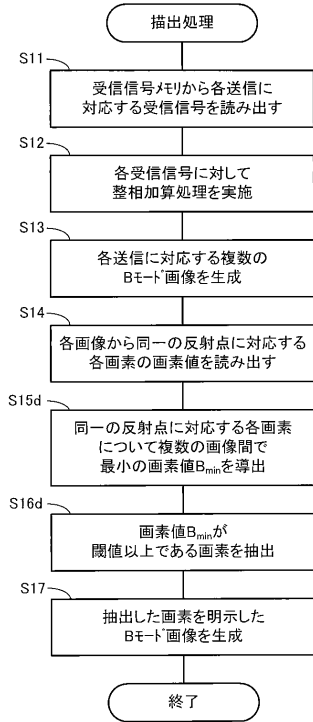 描出処理
S11
受信信号メモリから各送信に
対応する受信信号を読み出す
S12
各受信信号に対して
整相加算処理を実施
S13
各送信に対応する複数の
Bモード画像を生成
S14
各画像から同一の反射点に対応する
各画素の画素値を読み出す
S15d
同一の反射点に対応する各画素
について複数の画像間で
最小の画素値Bminを導出
S16d
画素値Bminが
閾値以上である画素を抽出
S17
抽出した画素を明示した
Bモード画像を生成
終了